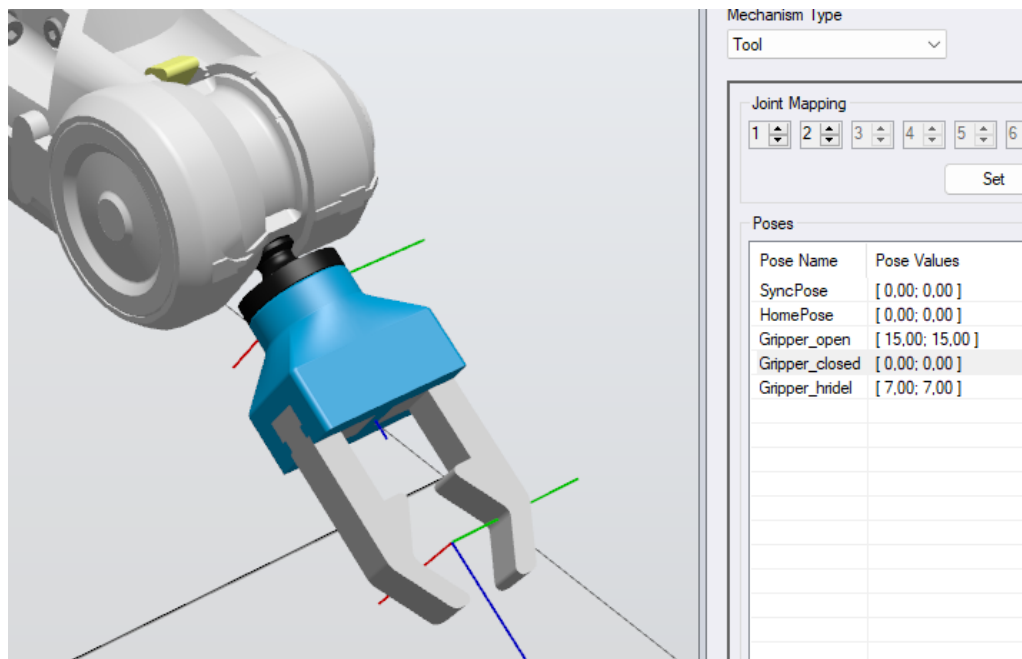 Mechanism Type
Tool
Joint Mapping
1 2 3 4 5 6
Set
Poses
Pose Name Pose Values
SyncPose [ 0,00; 0,00 ]
HomePose [ 0,00; 0,00 ]
Gripper_open [ 15,00; 15,00 ]
Gripper_closed [ 0,00; 0,00 ]
Gripper_hridel [ 7,00; 7,00 ]